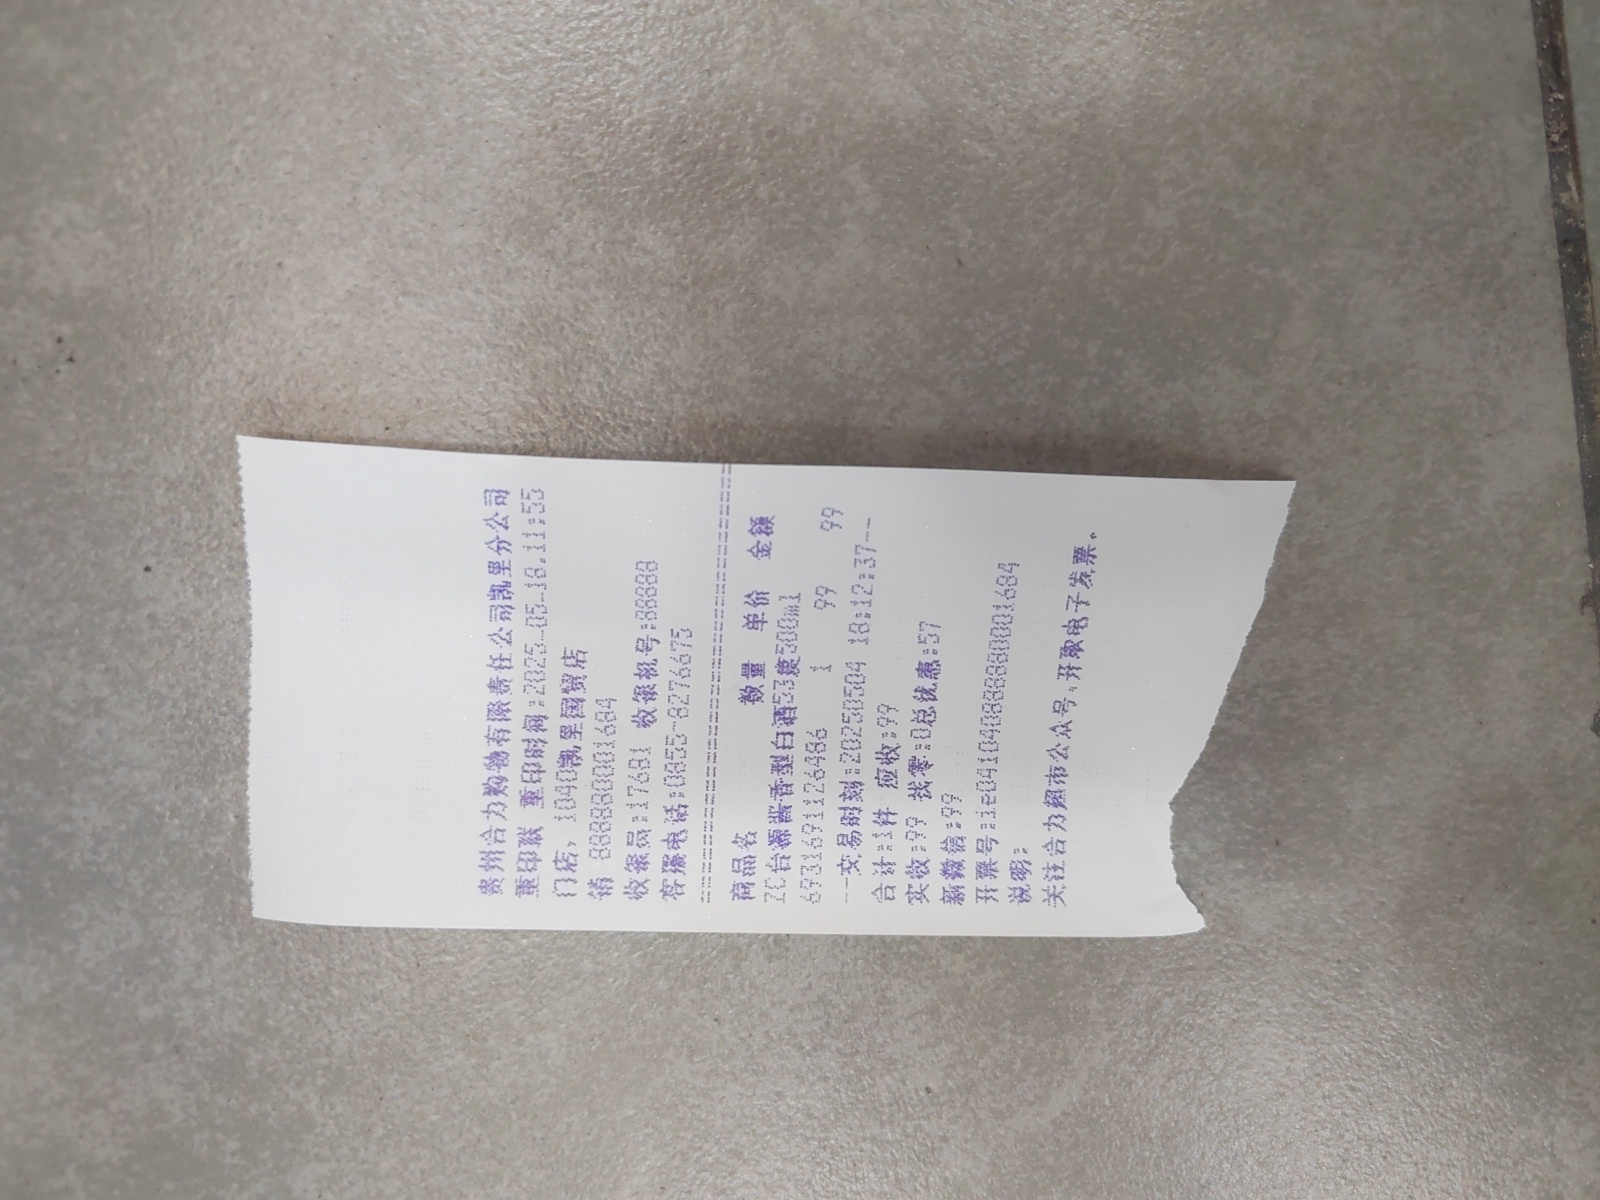 贵州合力购物有限责任公司凯里分公司
重印联 重印时间:2025-05-18.11:55
门店: 1040凯里国贸店
销 888880001684
收银员:17681 收银机号:88888
客服电话:0855-8276675
商品名 数量 单价 金额
ZC台源酱香型白酒53度500ml
6931691126486 1 99 99
--交易时刻:20250504 18:12:37--
合计:1件 应收:99
实收:99 找零:0总优惠:57
新微信:99
开票号:ie0410408888800001684
说明:
关注合力超市公众号,开取电子发票。